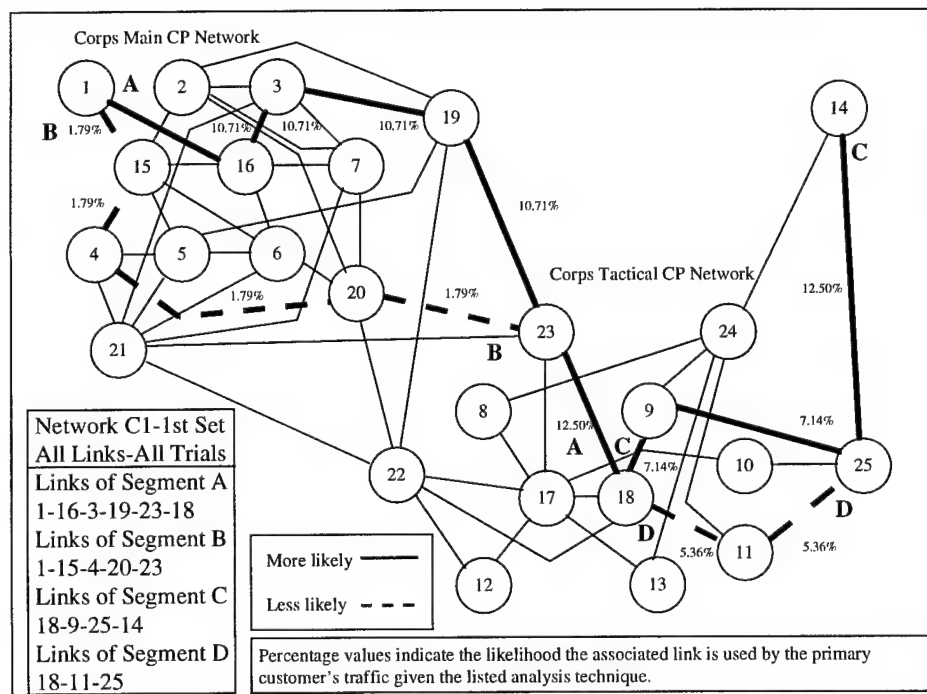 Corps Main CP Network
1
A
2
3
19
14
B
1.79%
10.71%
10.71%
10.71%
C
15
16
7
1.79%
10.71%
4
5
6
Corps Tactical CP Network
12.50%
1.79%
20
1.79%
23
24
21
B
8
9
7.14%
12.50%
A
C
Network C1-1st Set
All Links-All Trials
Links of Segment A
1-16-3-19-23-18
Links of Segment B
1-15-4-20-23
Links of Segment C
18-9-25-14
Links of Segment D
18-11-25
22
17
18
7.14%
10
25
D
D
11
5.36%
5.36%
12
13
More likely
Less likely
Percentage values indicate the likelihood the associated link is used by the primary
customer's traffic given the listed analysis technique.